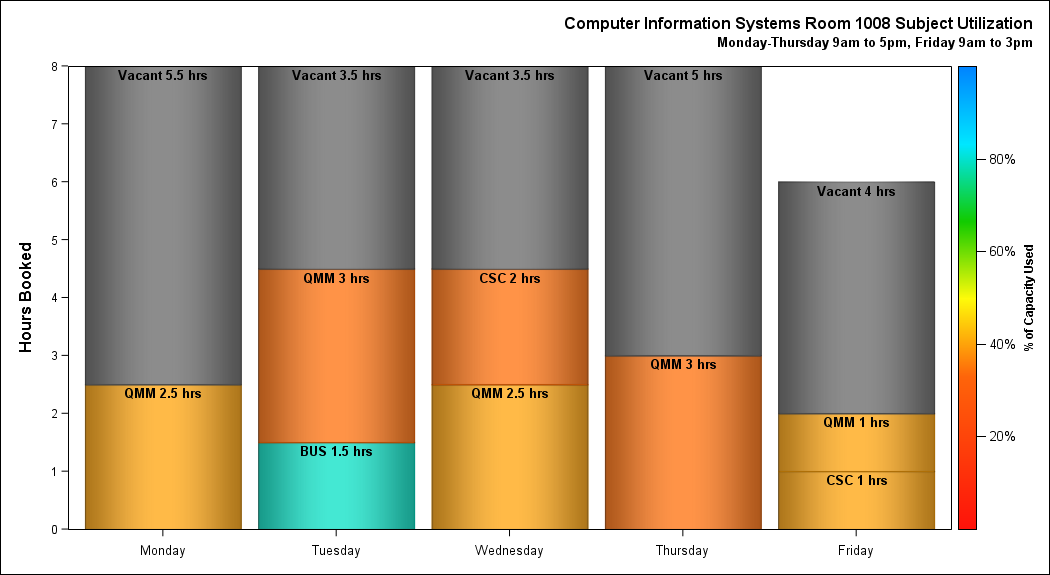 Computer Information Systems Room 1008 Subject Utilization
Monday-Thursday 9am to 5pm, Friday 9am to 3pm
Hours Booked
8
7
6
5
4
3
2
1
0
Vacant 5.5 hrs
QMM 2.5 hrs
Vacant 3.5 hrs
QMM 3 hrs
BUS 1.5 hrs
Vacant 3.5 hrs
CSC 2 hrs
QMM 2.5 hrs
Vacant 5 hrs
QMM 3 hrs
Vacant 4 hrs
QMM 1 hrs
CSC 1 hrs
Monday
Tuesday
Wednesday
Thursday
Friday
80%
60%
40%
20%
% of Capacity Used